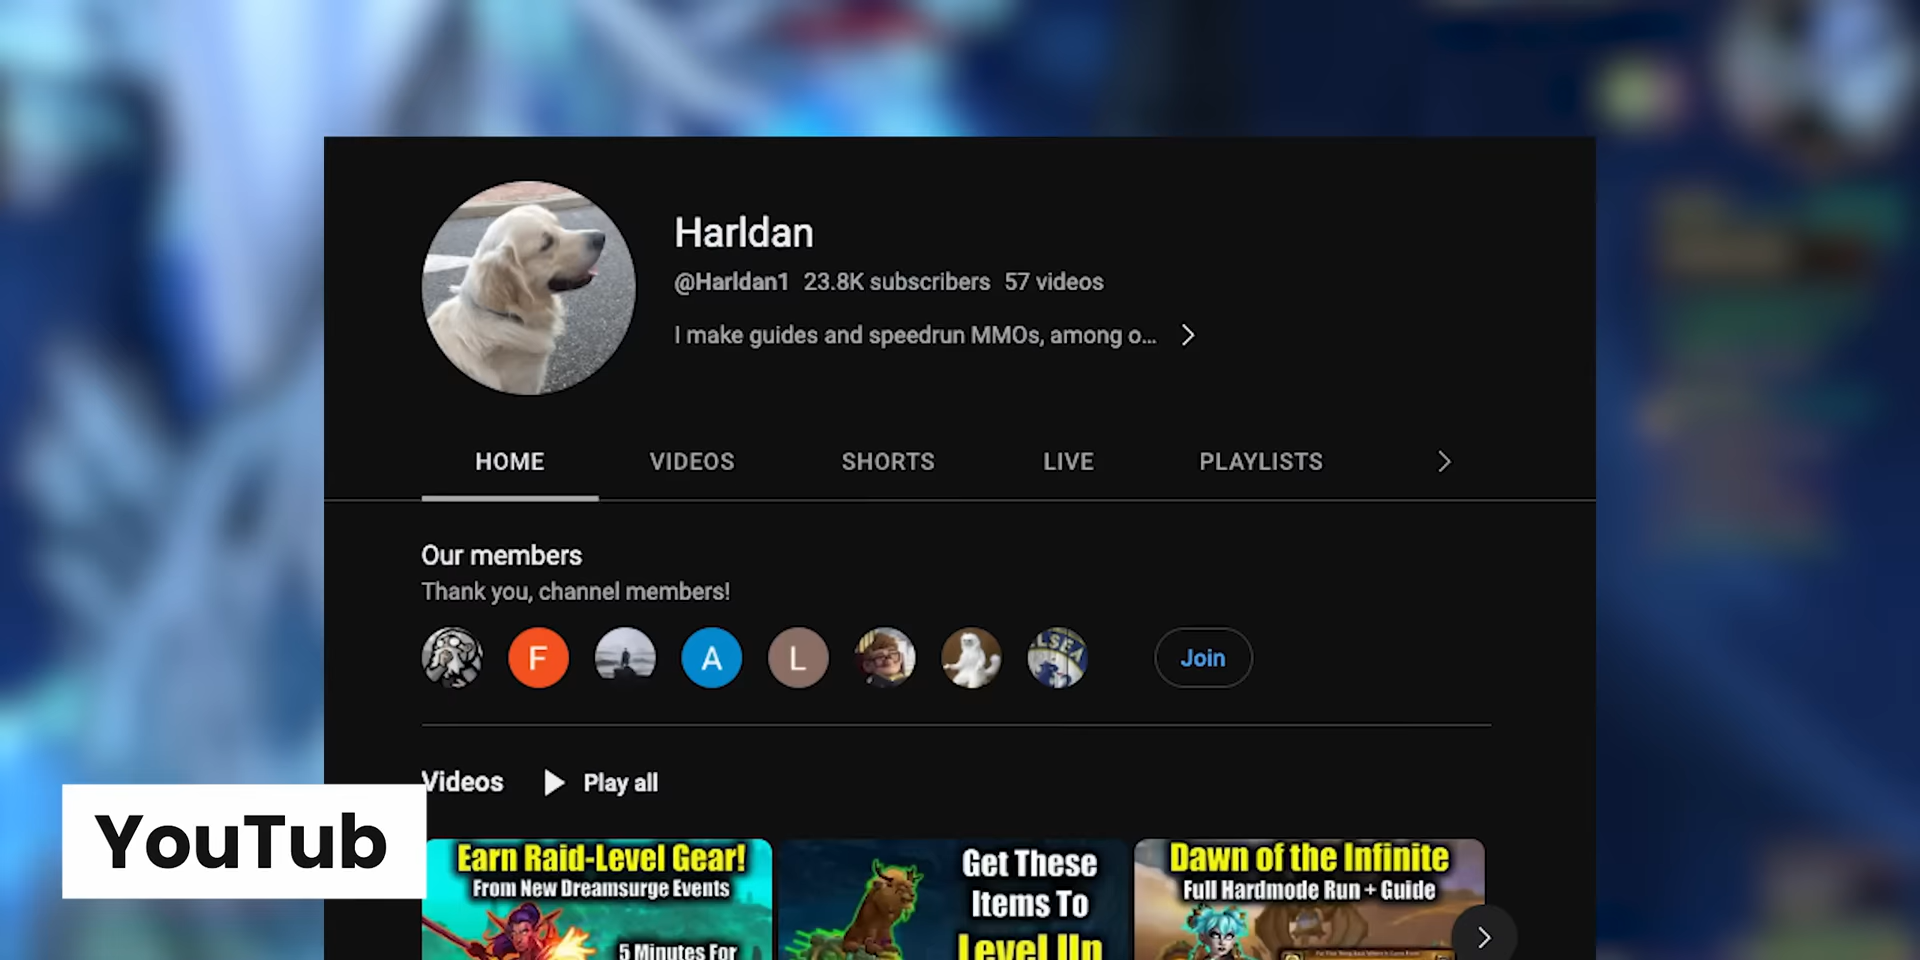 Harldan
@Harldan1 23.8K subscribers 57 videos
I make guides and speedrun MMOs, among o...
HOME VIDEOS SHORTS LIVE PLAYLISTS
Our members
Thank you, channel members!
F A L LSEA Join
Videos Play all
YouTub
Earn Raid-Level Gear!
From New Dreamsurge Events
5 Minutes For
Get These
Items To
Level Up
Dawn of the Infinite
Full Hardmode Run + Guide